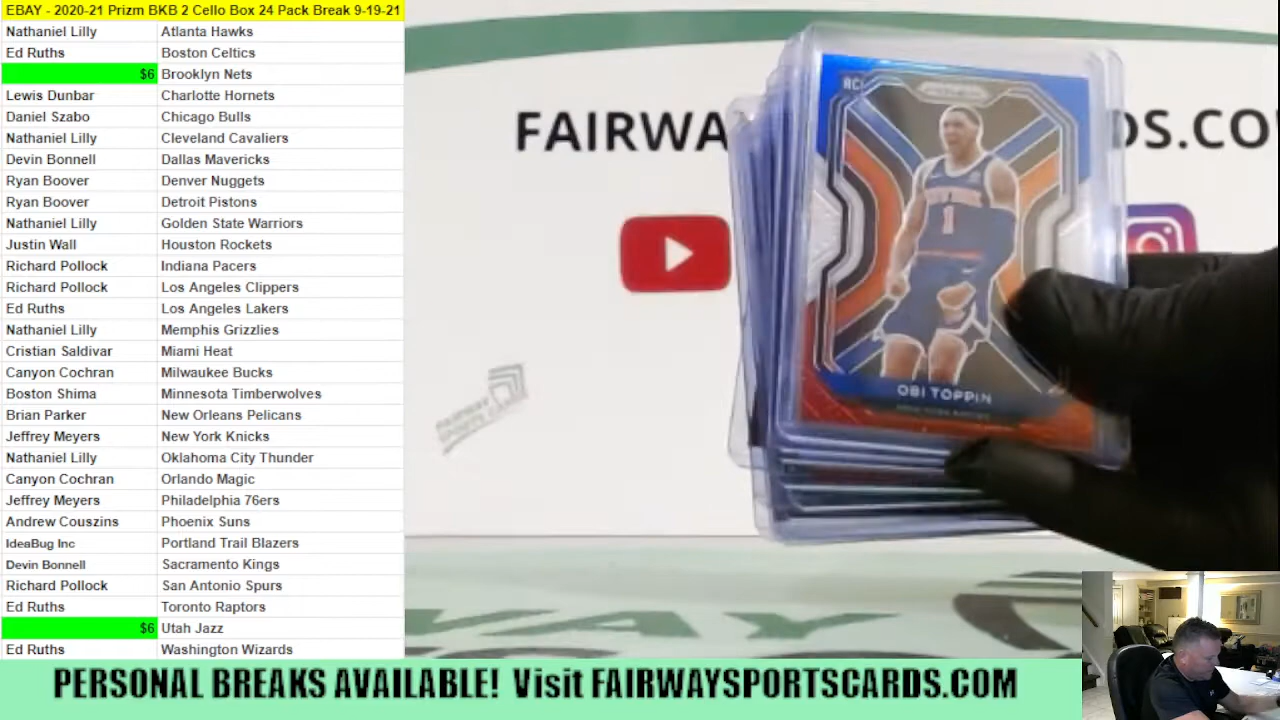 EBAY - 2020-21 Prizm BKB 2 Cello Box 24 Pack Break 9-19-21
Nathaniel Lilly Atlanta Hawks
Ed Ruths Boston Celtics
$6 Brooklyn Nets
Lewis Dunbar Charlotte Hornets
Daniel Szabo Chicago Bulls
Nathaniel Lilly Cleveland Cavaliers
Devin Bonnell Dallas Mavericks
Ryan Boover Denver Nuggets
Ryan Boover Detroit Pistons
Nathaniel Lilly Golden State Warriors
Justin Wall Houston Rockets
Richard Pollock Indiana Pacers
Richard Pollock Los Angeles Clippers
Ed Ruths Los Angeles Lakers
Nathaniel Lilly Memphis Grizzlies
Cristian Saldivar Miami Heat
Canyon Cochran Milwaukee Bucks
Boston Shima Minnesota Timberwolves
Brian Parker New Orleans Pelicans
Jeffrey Meyers New York Knicks
Nathaniel Lilly Oklahoma City Thunder
Canyon Cochran Orlando Magic
Jeffrey Meyers Philadelphia 76ers
Andrew Couszins Phoenix Suns
IdeaBug Inc Portland Trail Blazers
Devin Bonnell Sacramento Kings
Richard Pollock San Antonio Spurs
Ed Ruths Toronto Raptors
$6 Utah Jazz
Ed Ruths Washington Wizards
FAIRWA DS.CO
RC
1
OBI TOPPIN
FAIRWAY
SPORTS CARDS
WAY
PERSONAL BREAKS AVAILABLE! Visit FAIRWAYSPORTSCARDS.COM